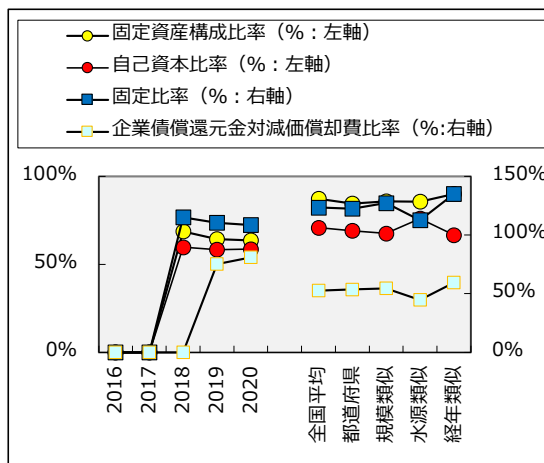 固定資産構成比率（%：左軸）
自己資本比率（%：左軸）
固定比率（%：右軸）
企業債償還元金対減価償却費比率（%:右軸）
100%
50%
0%
150%
100%
50%
0%
2016
2017
2018
2019
2020
全国平均
都道府県
規模類似
水源類似
経年類似